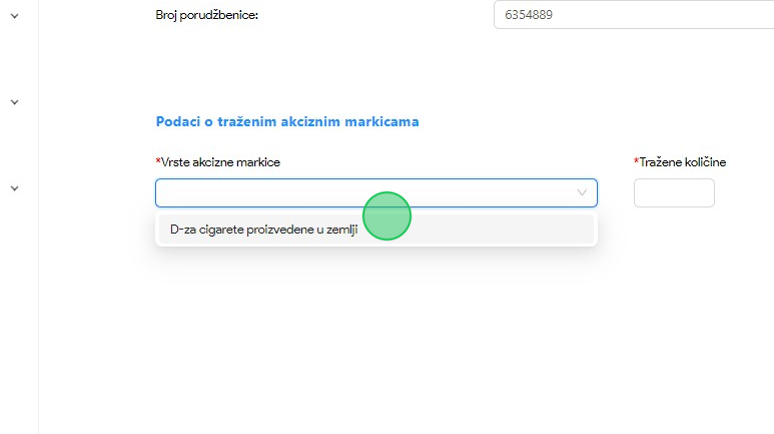 Broj porudžbenice:
6354889
Podaci o traženim akciznim markicama
*Vrste akcizne markice
*Tražene količine
D-za cigarete proizvedene u zemlji